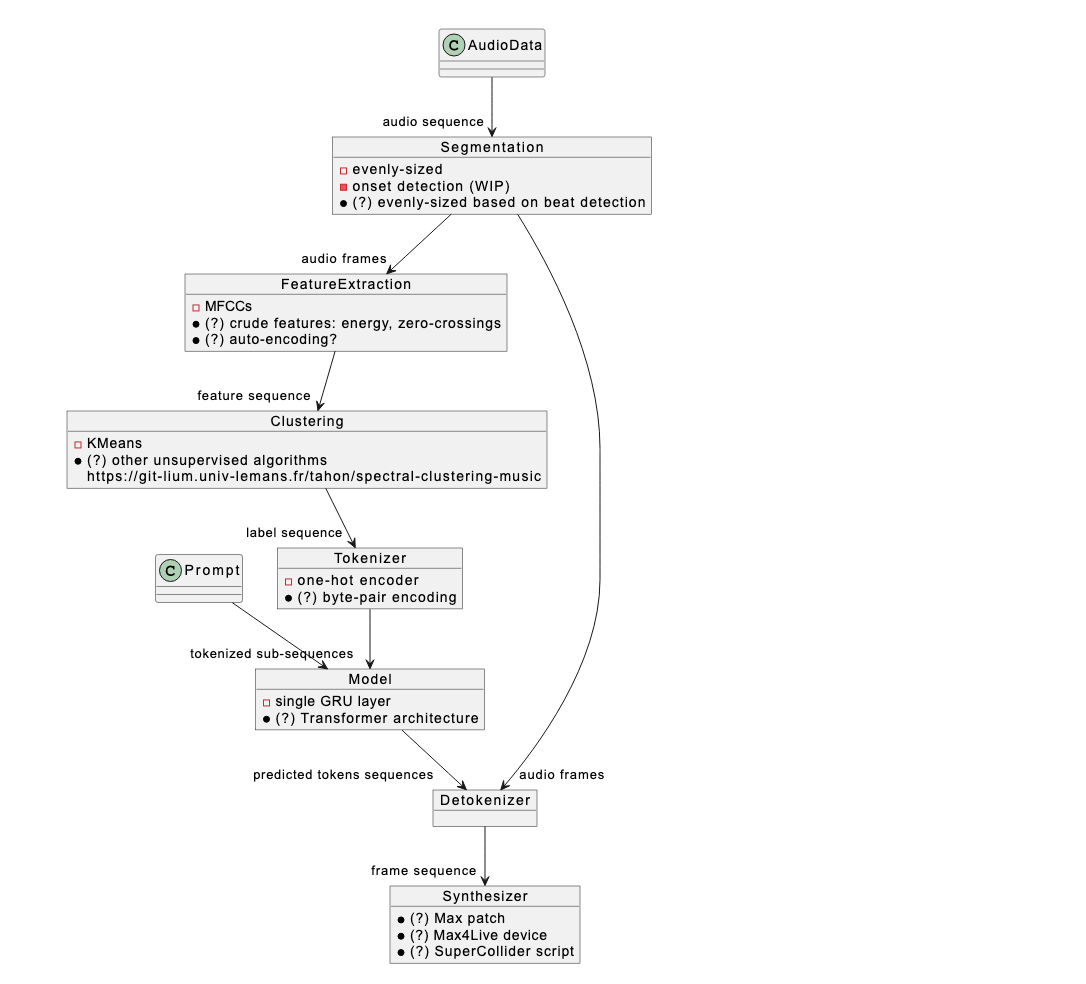 C AudioData
audio sequence
Segmentation
evenly-sized
onset detection (WIP)
(?) evenly-sized based on beat detection
audio frames
FeatureExtraction
MFCCs
(?) crude features: energy, zero-crossings
(?) auto-encoding?
feature sequence
Clustering
KMeans
(?) other unsupervised algorithms
https://git-lium.univ-lemans.fr/tahon/spectral-clustering-music
label sequence
Tokenizer
one-hot encoder
(?) byte-pair encoding
C Prompt
tokenized sub-sequences
Model
single GRU layer
(?) Transformer architecture
predicted tokens sequences
audio frames
Detokenizer
frame sequence
Synthesizer
(?) Max patch
(?) Max4Live device
(?) SuperCollider script